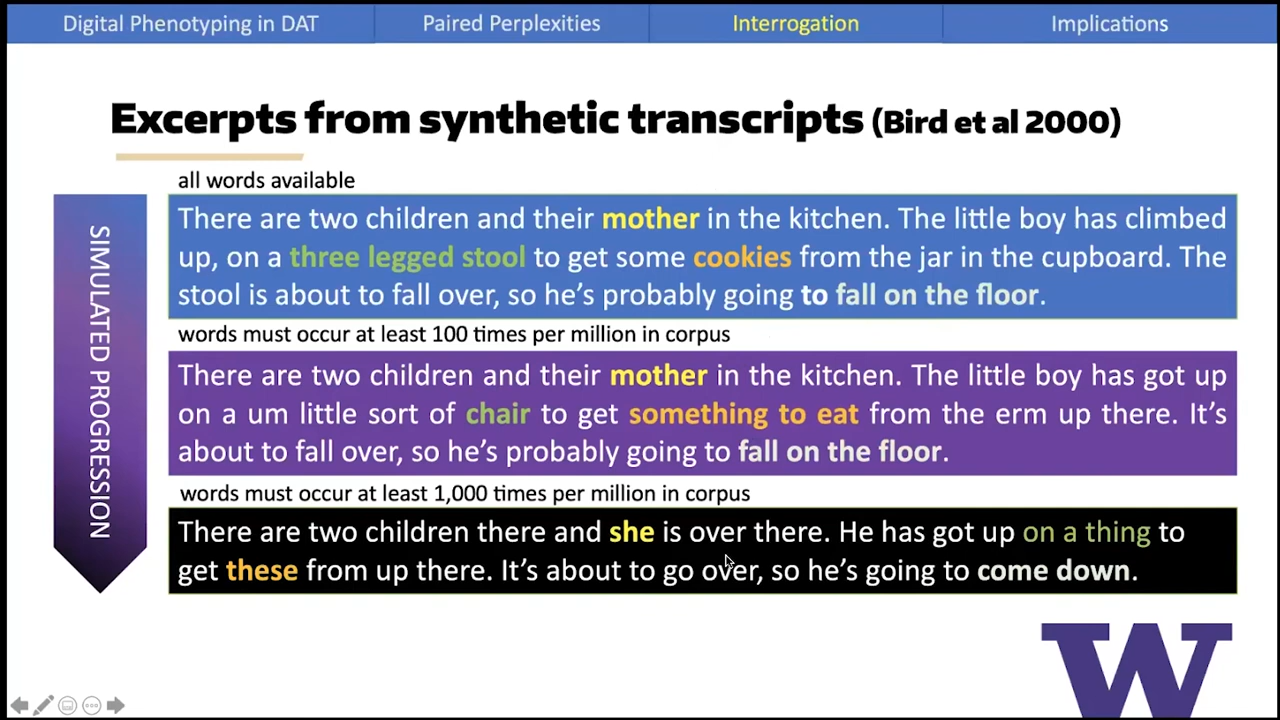 Digital Phenotyping in DAT
Paired Perplexities
Interrogation
Implications
Excerpts from synthetic transcripts (Bird et al 2000)
SIMULATED PROGRESSION
all words available
There are two children and their mother in the kitchen. The little boy has climbed
up, on a three legged stool to get some cookies from the jar in the cupboard. The
stool is about to fall over, so he’s probably going to fall on the floor.
words must occur at least 100 times per million in corpus
There are two children and their mother in the kitchen. The little boy has got up
on a um little sort of chair to get something to eat from the erm up there. It’s
about to fall over, so he’s probably going to fall on the floor.
words must occur at least 1,000 times per million in corpus
There are two children there and she is over there. He has got up on a thing to
get these from up there. It’s about to go over, so he’s going to come down.
W